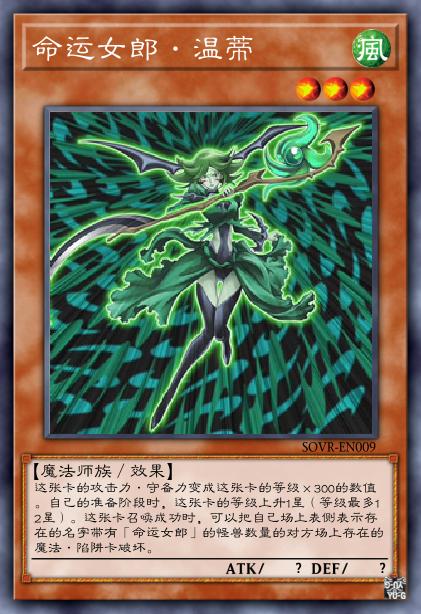 命运女郎·温蒂
風
SOVR-EN009
【魔法师族/效果】
这张卡的攻击力·守备力变成这张卡的等级×300的数值
。自己的准备阶段时，这张卡的等级上升1星（等级最多1
2星）。这张卡召唤成功时，可以把自己场上表侧表示存
在的名字带有「命运女郎」的怪兽数量的对方场上存在的
魔法·陷阱卡破坏。
ATK/ ? DEF/ ?